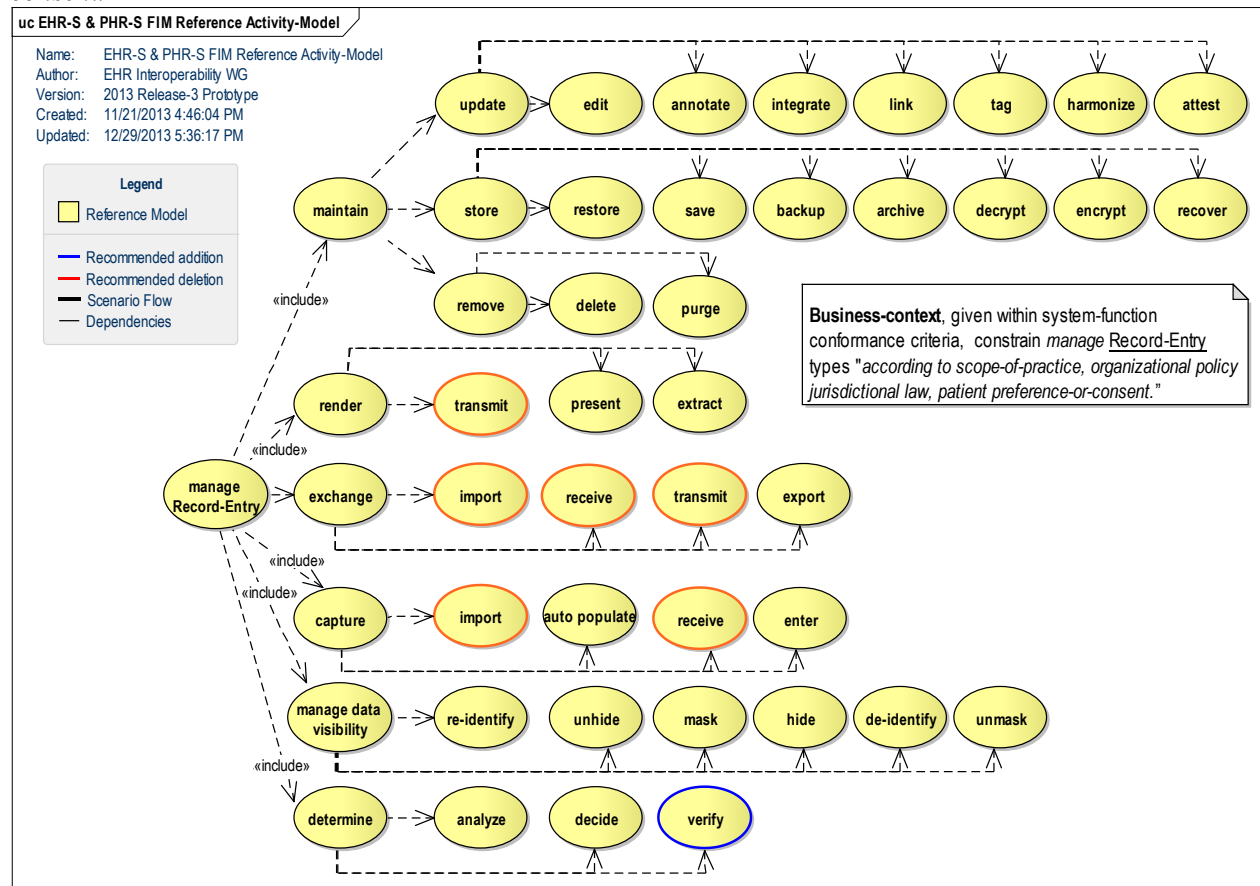 uc EHR-S & PHR-S FIM Reference Activity-Model
Name: EHR-S & PHR-S FIM Reference Activity-Model
Author: EHR Interoperability WG
Version: 2013 Release-3 Prototype
Created: 11/21/2013 4:46:04 PM
Updated: 12/29/2013 5:36:17 PM
Legend
Reference Model
Recommended addition
Recommended deletion
Scenario Flow
Dependencies
update
edit
annotate
integrate
link
tag
harmonize
attest
maintain
store
restore
save
backup
archive
decrypt
encrypt
recover
«include»
remove
delete
purge
Business-context, given within system-function
conformance criteria, constrain manage Record-Entry
types "according to scope-of-practice, organizational policy
jurisdictional law, patient preference-or-consent.”
render
transmit
present
extract
«include»
manage
Record-Entry
exchange
import
receive
transmit
export
«include»
«include»
capture
import
auto populate
receive
enter
manage data
visibility
re-identify
unhide
mask
hide
de-identify
unmask
«include»
determine
analyze
decide
verify